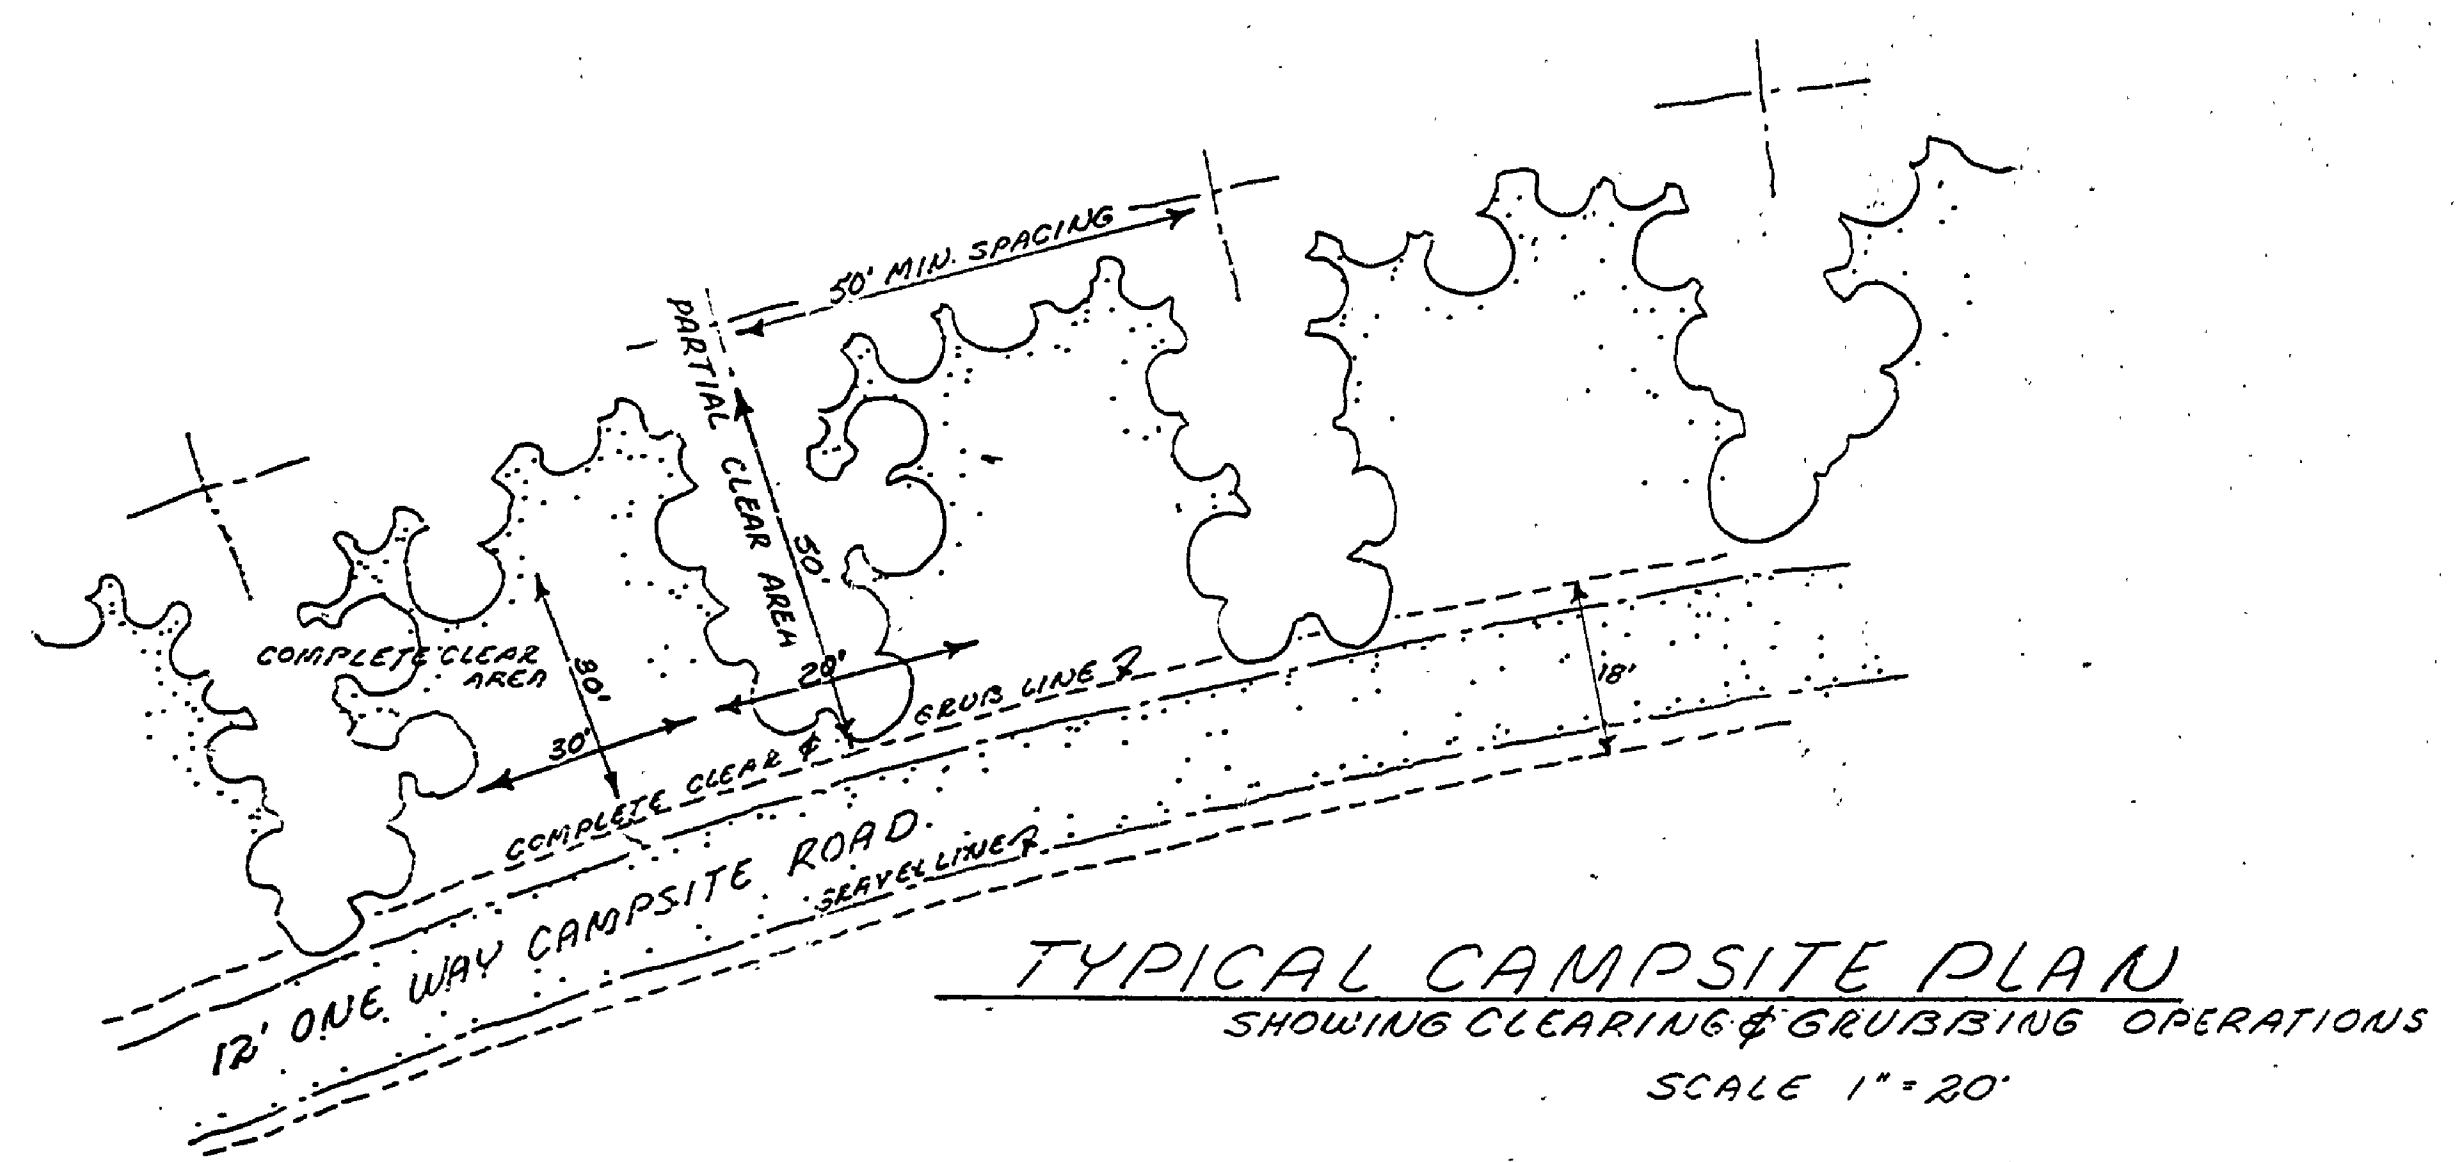 50' MIN. SPACING
PARTIAL CLEAR AREA
50'
COMPLETE CLEAR
AREA
30'
20'
30'
COMPLETE CLEAR & GRUB LINE
18'
GRAVEL LINE
12' ONE WAY CAMPSITE ROAD.
TYPICAL CAMPSITE PLAN
SHOWING CLEARING & GRUBBING OPERATIONS
SCALE 1" = 20'